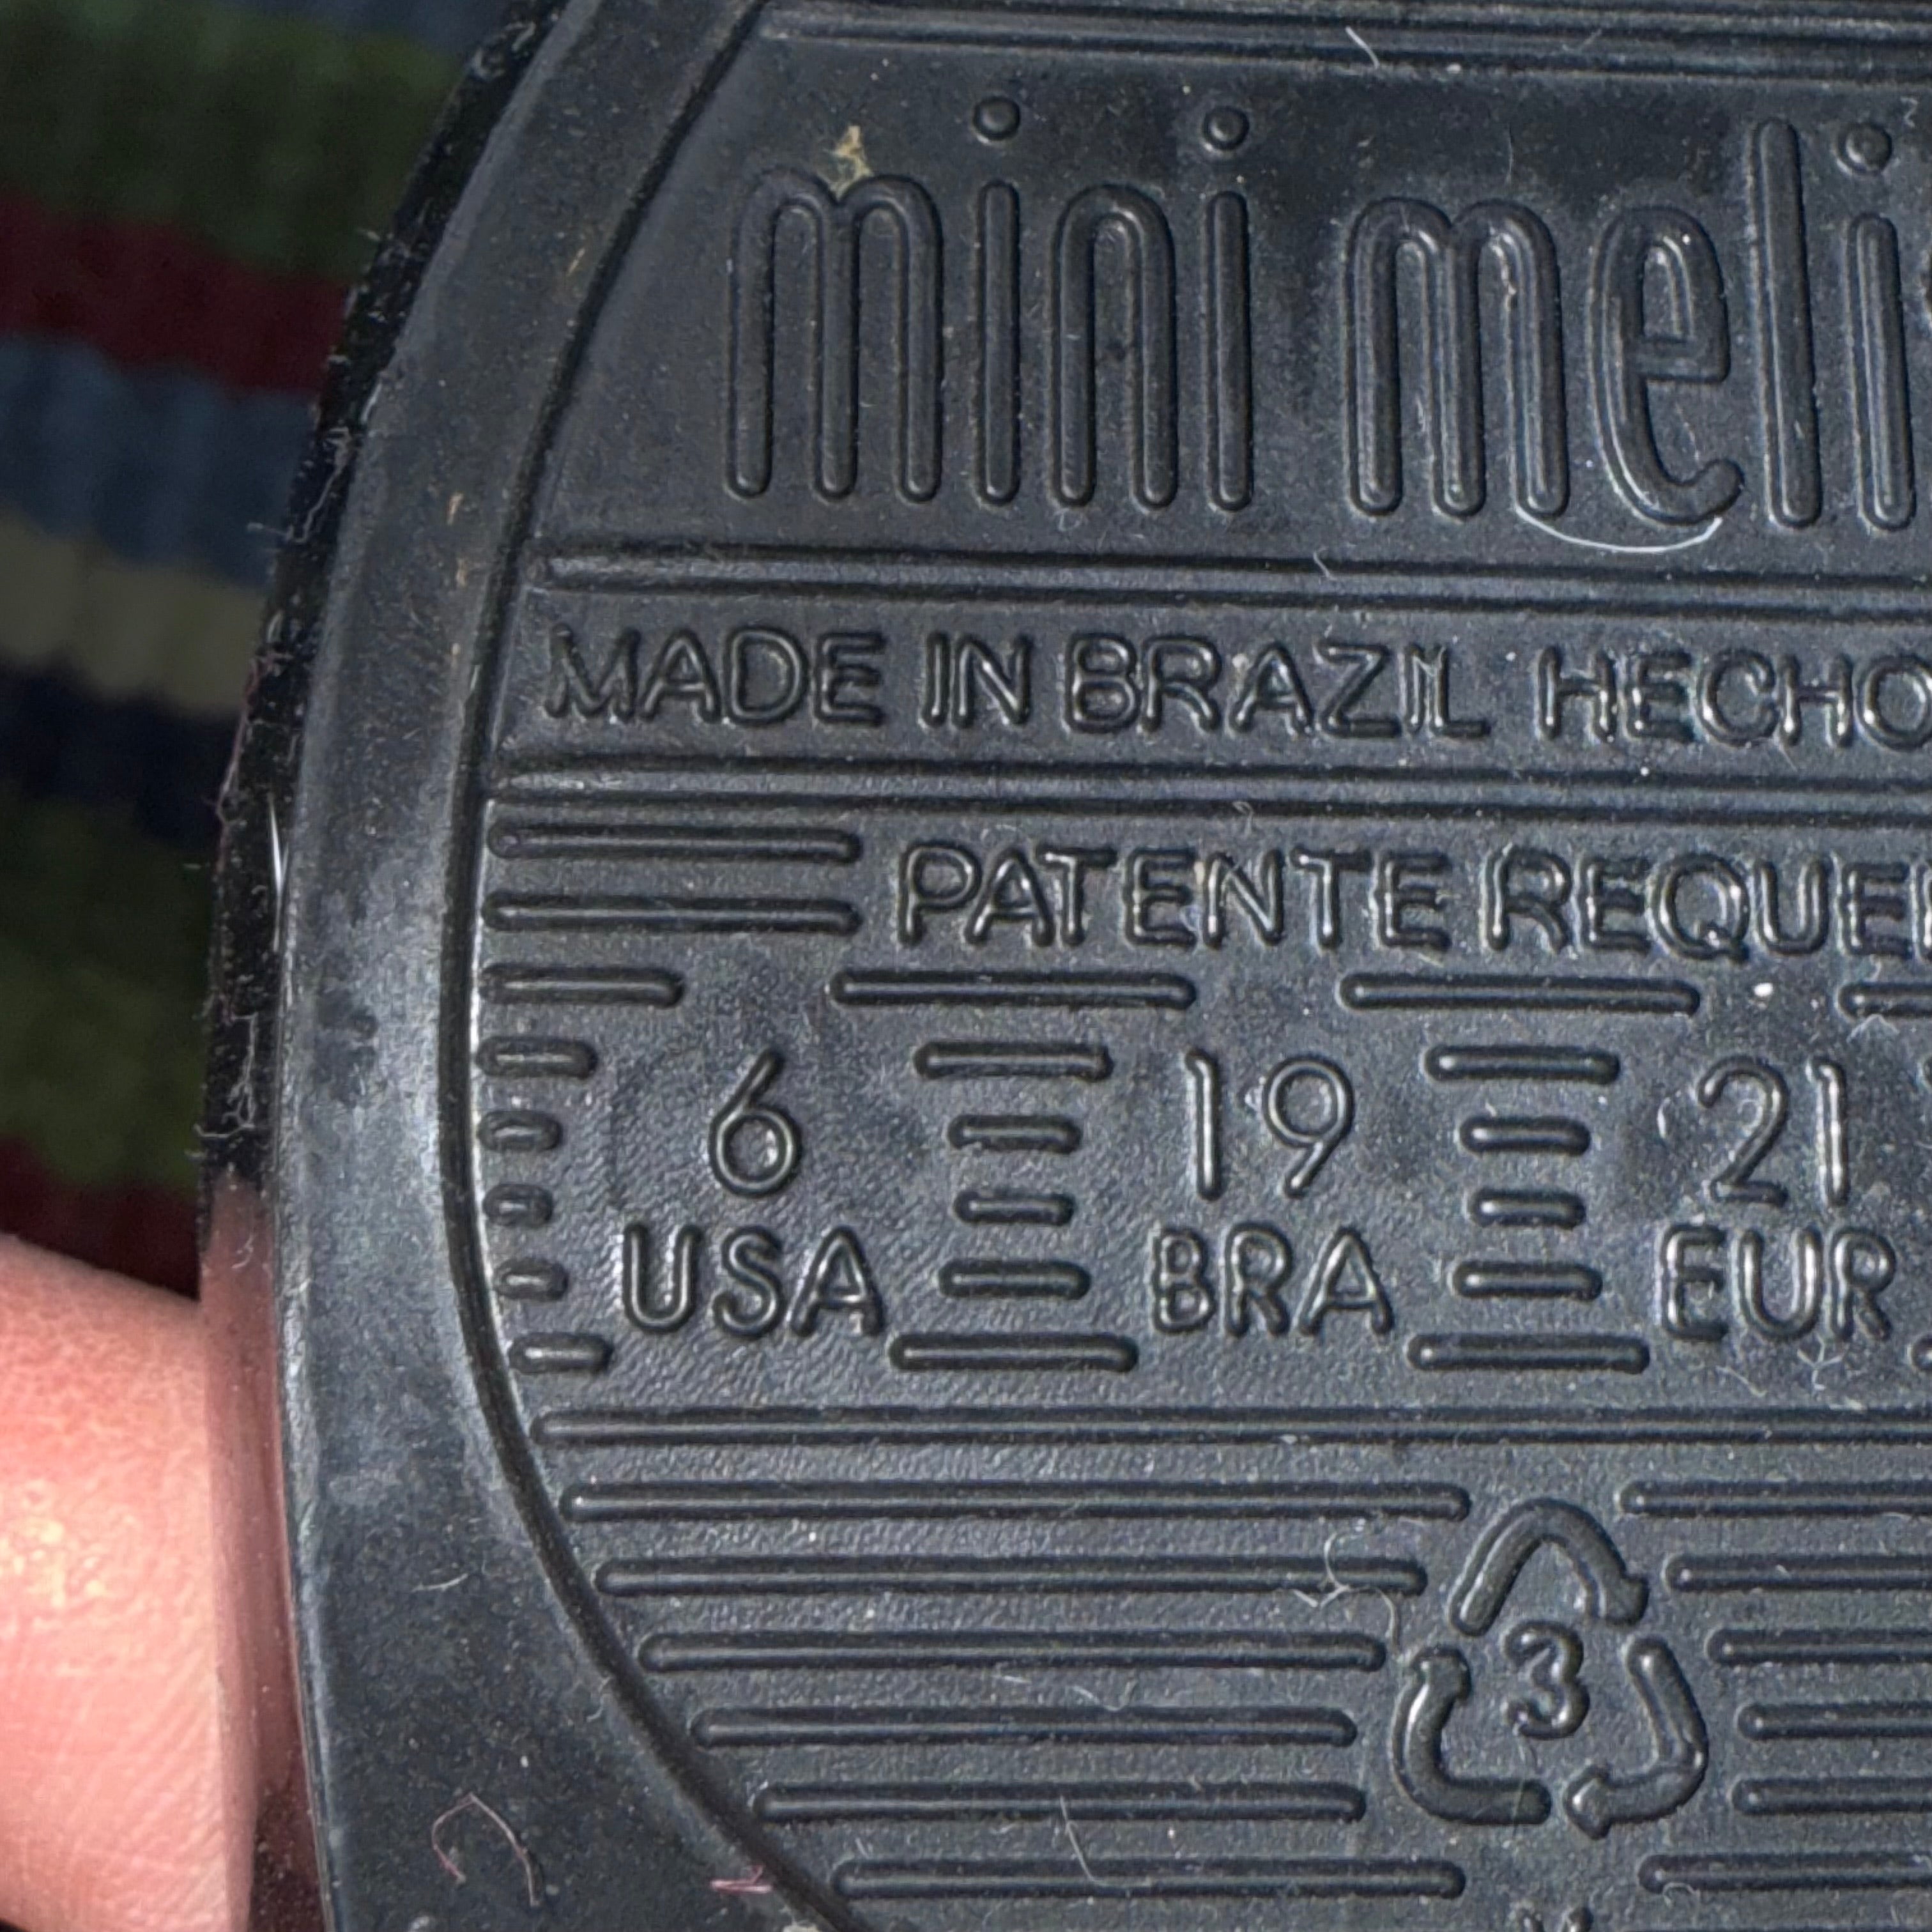 mini meli
MADE IN BRAZIL HECHO
PATENTE REQUE
6 19 21
USA BRA EUR
3